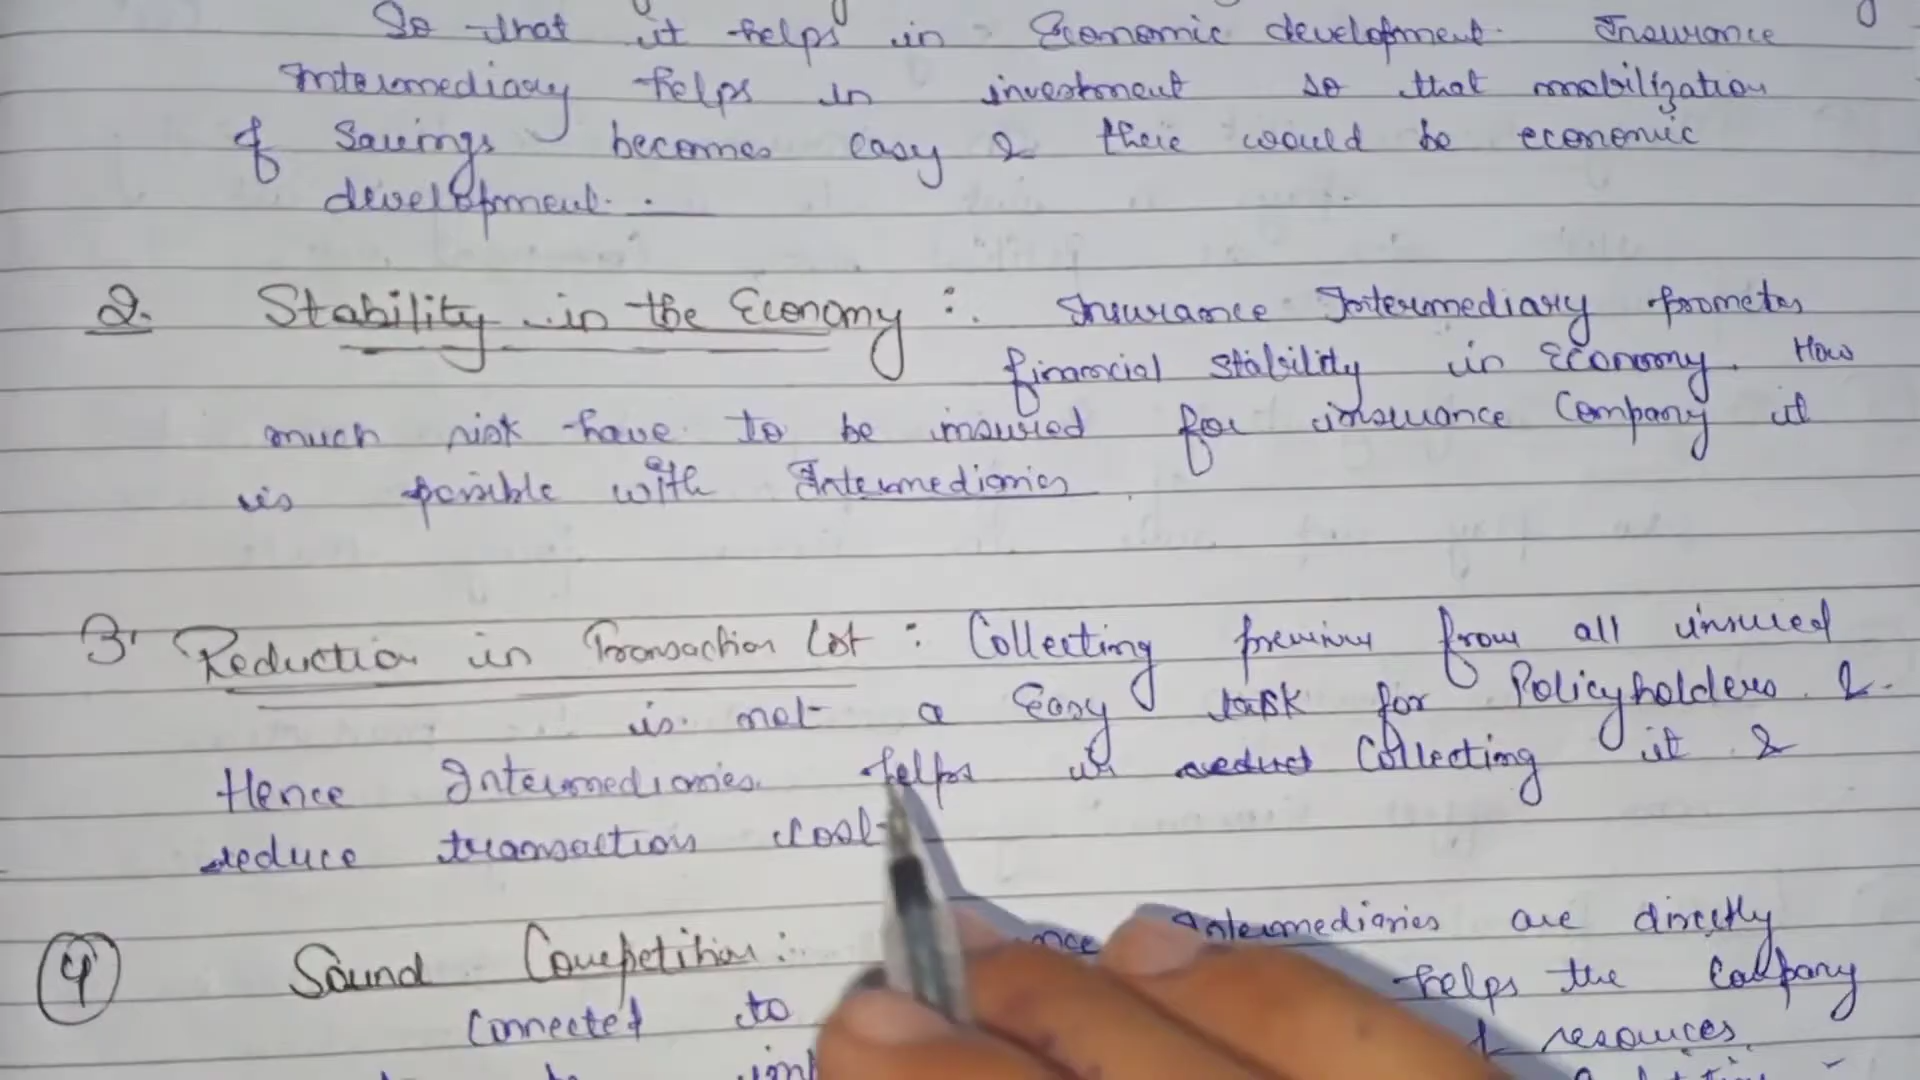 So that it helps in Economic development. Insurance
Intermediary helps in investment so that mobilization
of Savings becomes easy & their would be economic
development.
2. Stability in the Economy :. Insurance Intermediary prometes
financial stability in Economy. How
much risk have to be insured for insurance Company it
is possible with Intermediaries
3. Reduction in Transaction Cost : Collecting premium from all insured
is not a Easy task for Policyholders &
Hence Intermediaries helps in Collecting it &
reduce transaction cost
4 Sound Competition :. Intermediaries are directly
Connected to helps the Company
resources.